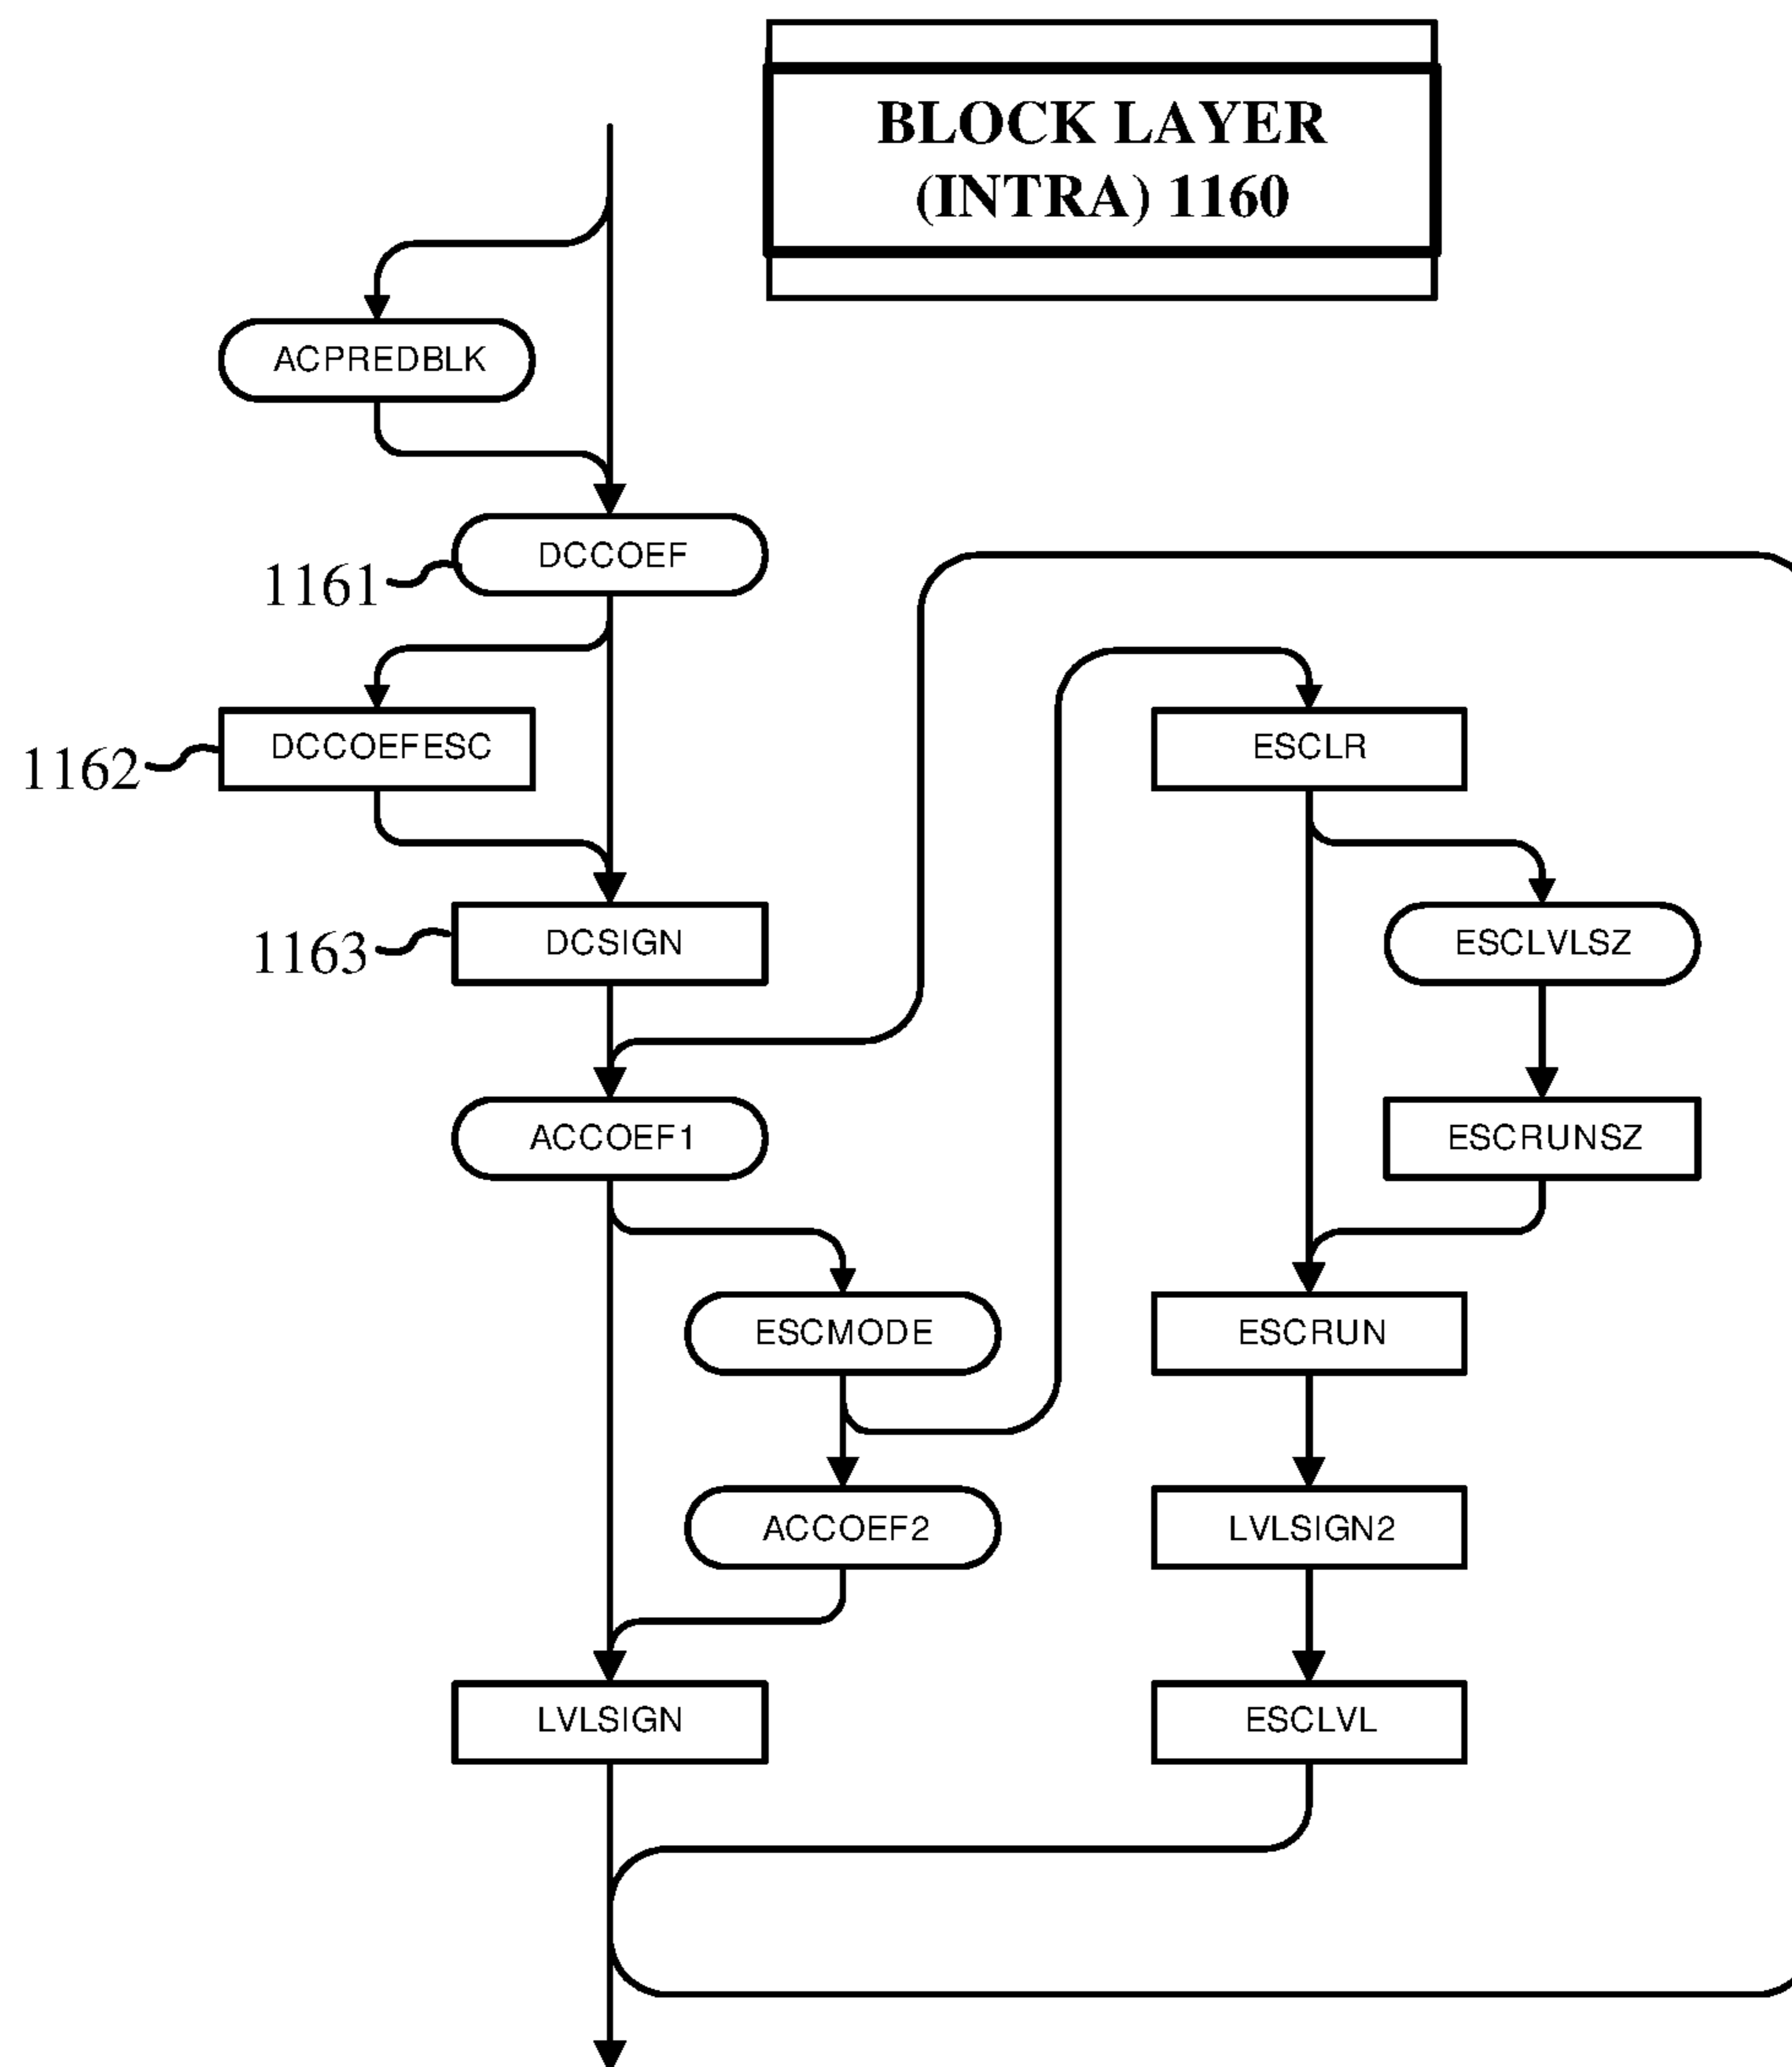 BLOCK LAYER
(INTRA) 1160
ACPREDBLK
DCCOEF
1161
DCCOEFESC
1162
DCSIGN
1163
ACCOEF1
ESCMODE
ACCOEF2
LVLSIGN
ESCLR
ESCLVLSZ
ESCRUNSZ
ESCRUN
LVLSIGN2
ESCLVL